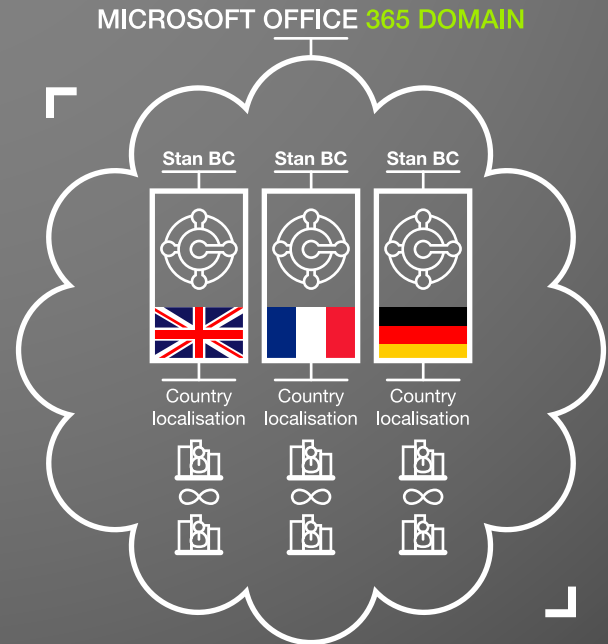 MICROSOFT OFFICE 365 DOMAIN
Stan BC Stan BC Stan BC
Country localisation
Country localisation
Country localisation